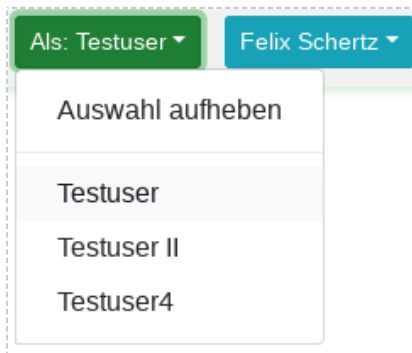 Als: Testuser Felix Schertz
Auswahl aufheben
Testuser
Testuser II
Testuser4